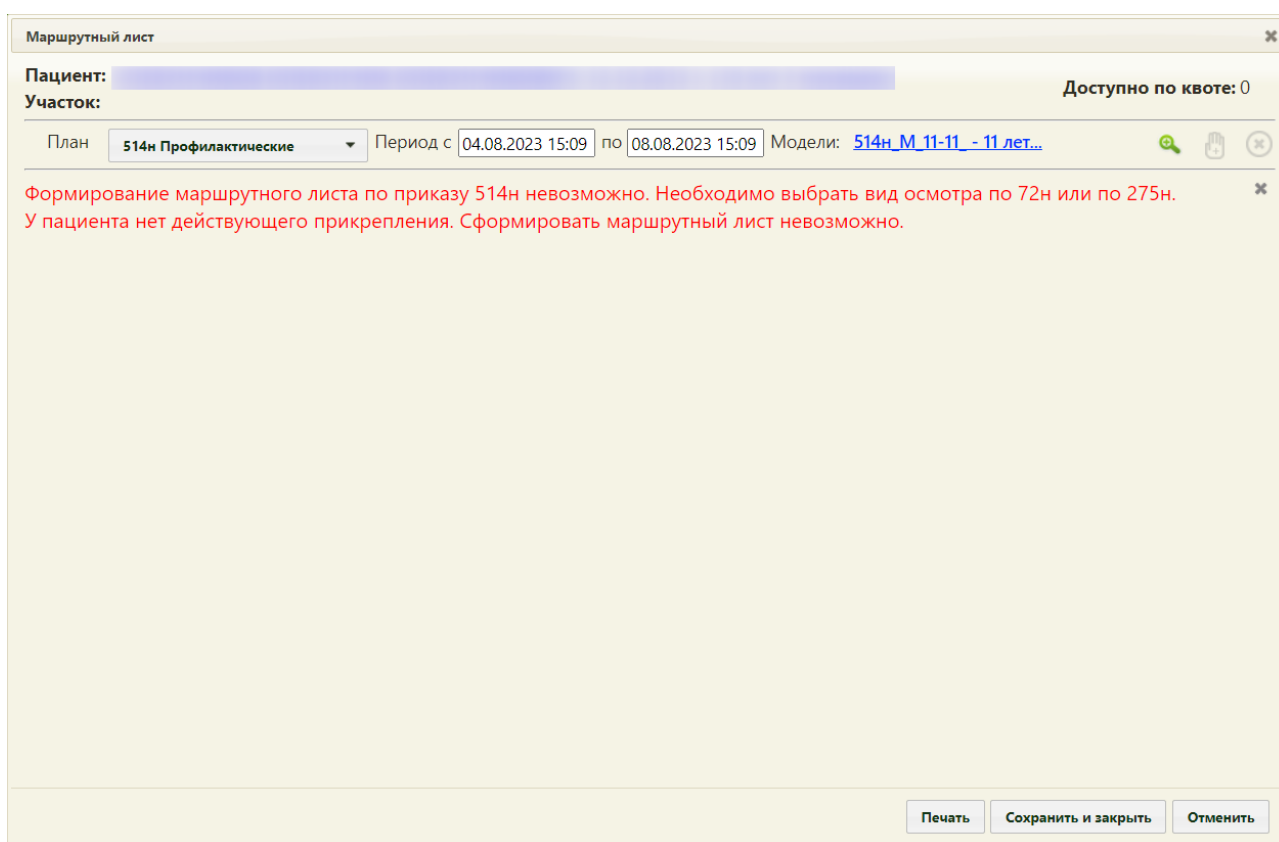 Маршрутный лист
Пациент:
Участок:
Доступно по квоте: 0
План 514н Профилактические Период с 04.08.2023 15:09 по 08.08.2023 15:09 Модели: 514н_М_11-11_ - 11 лет...
Формирование маршрутного листа по приказу 514н невозможно. Необходимо выбрать вид осмотра по 72н или по 275н.
У пациента нет действующего прикрепления. Сформировать маршрутный лист невозможно.
Печать Сохранить и закрыть Отменить